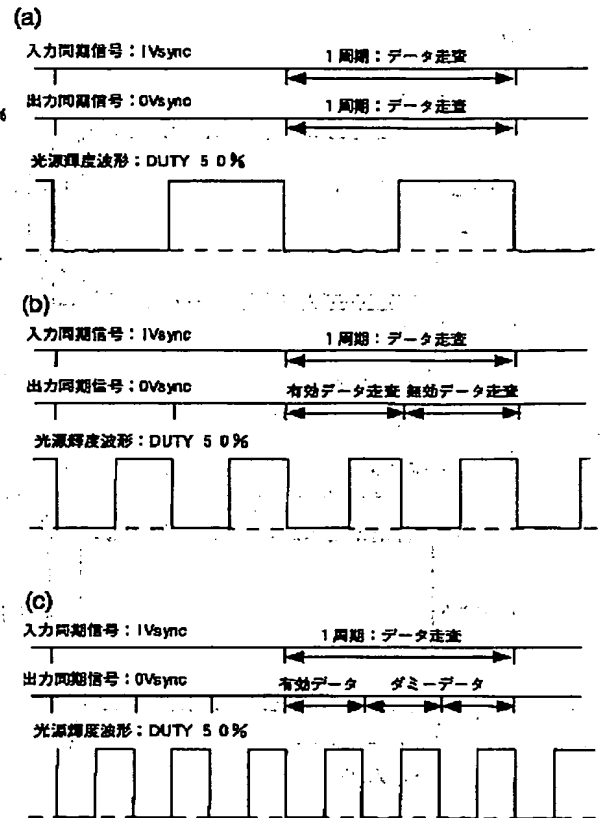 (a)
入力同期信号：IVsync
1周期：データ走査
%
出力同期信号：0Vsync
1周期：データ走査
光源輝度波形：DUTY 50%
(b)
入力同期信号：IVsync
1周期：データ走査
出力同期信号：0Vsync
有効データ走査 無効データ走査
光源輝度波形：DUTY 50%
(c)
入力同期信号：IVsync
1周期：データ走査
出力同期信号：0Vsync
有効データ ダミーデータ
光源輝度波形：DUTY 50%